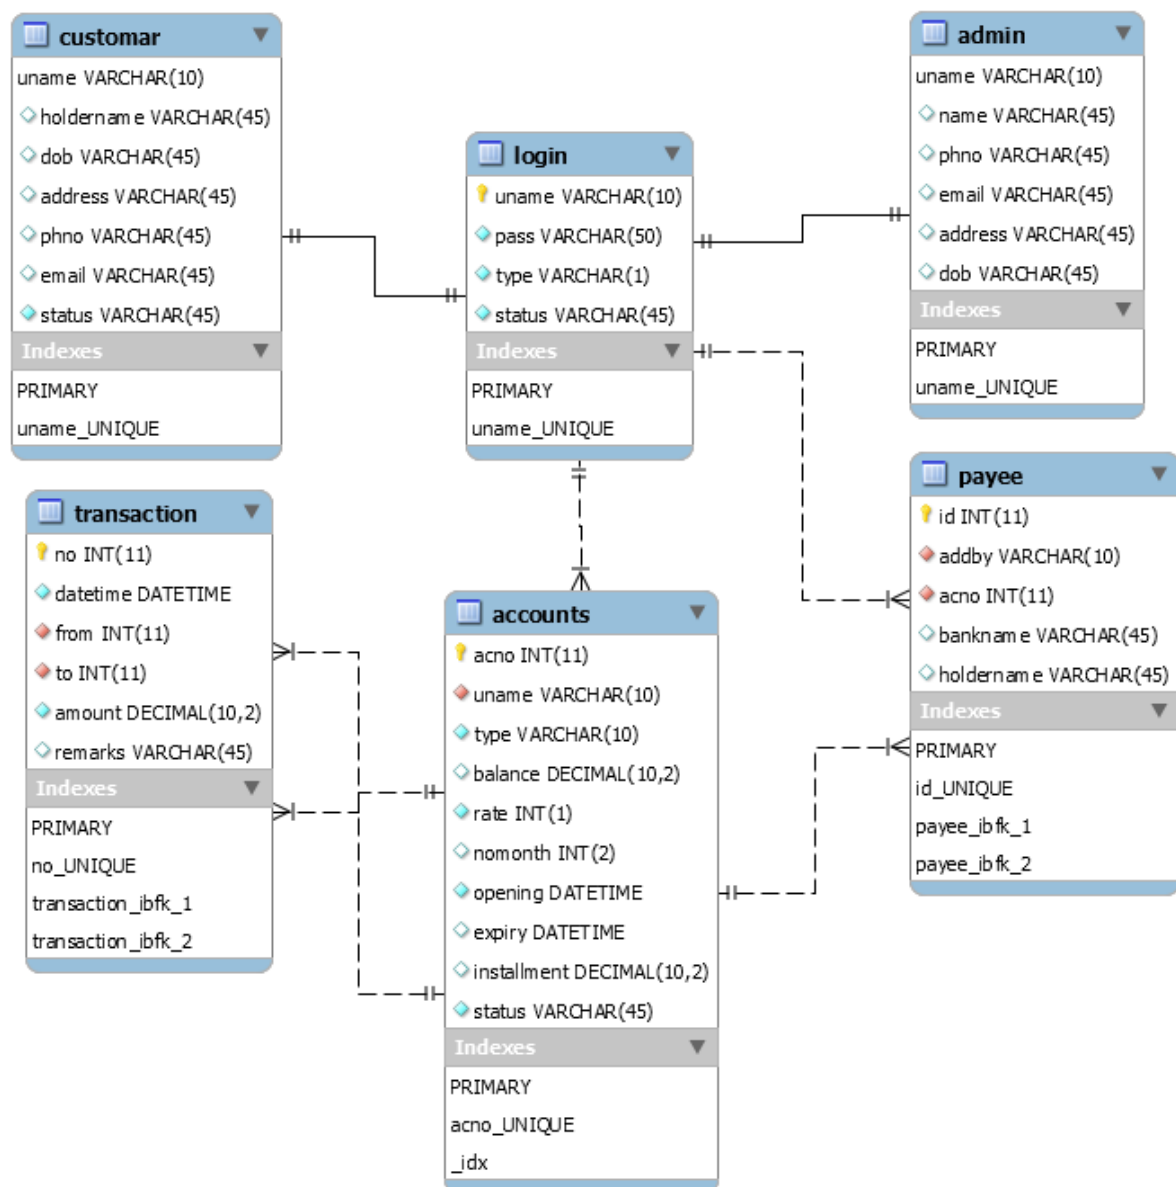 customar
uname VARCHAR(10)
holdername VARCHAR(45)
dob VARCHAR(45)
address VARCHAR(45)
phno VARCHAR(45)
email VARCHAR(45)
status VARCHAR(45)
Indexes
PRIMARY
uname_UNIQUE
login
uname VARCHAR(10)
pass VARCHAR(50)
type VARCHAR(1)
status VARCHAR(45)
Indexes
PRIMARY
uname_UNIQUE
admin
uname VARCHAR(10)
name VARCHAR(45)
phno VARCHAR(45)
email VARCHAR(45)
address VARCHAR(45)
dob VARCHAR(45)
Indexes
PRIMARY
uname_UNIQUE
transaction
no INT(11)
datetime DATETIME
from INT(11)
to INT(11)
amount DECIMAL(10,2)
remarks VARCHAR(45)
Indexes
PRIMARY
no_UNIQUE
transaction_ibfk_1
transaction_ibfk_2
accounts
acno INT(11)
uname VARCHAR(10)
type VARCHAR(10)
balance DECIMAL(10,2)
rate INT(1)
nomonth INT(2)
opening DATETIME
expiry DATETIME
installment DECIMAL(10,2)
status VARCHAR(45)
Indexes
PRIMARY
acno_UNIQUE
_idx
payee
id INT(11)
addby VARCHAR(10)
acno INT(11)
bankname VARCHAR(45)
holdername VARCHAR(45)
Indexes
PRIMARY
id_UNIQUE
payee_ibfk_1
payee_ibfk_2